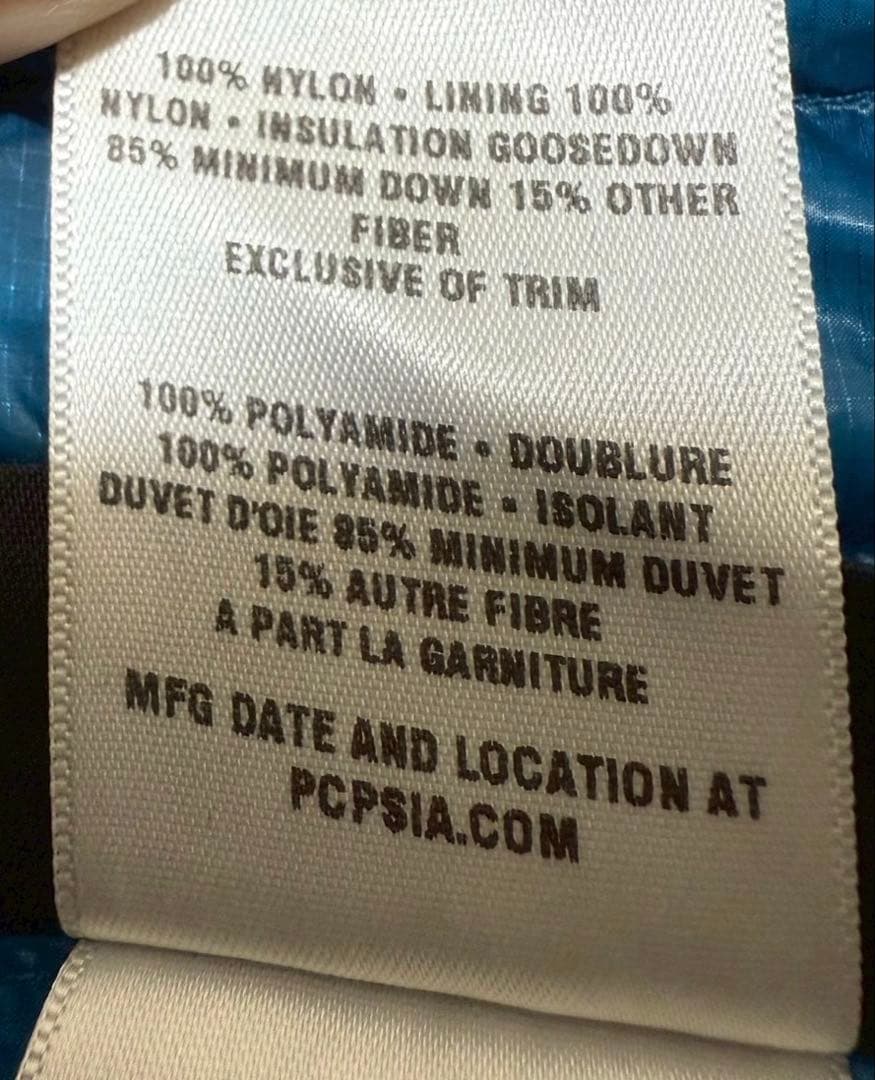 100% NYLON • LINING 100%
NYLON • INSULATION GOOSEDOWN
85% MINIMUM DOWN 15% OTHER
FIBER
EXCLUSIVE OF TRIM
100% POLYAMIDE • DOUBLURE
100% POLYAMIDE • ISOLANT
DUVET D'OIE 85% MINIMUM DUVET
15% AUTRE FIBRE
A PART LA GARNITURE
MFG DATE AND LOCATION AT
PCPSIA.COM